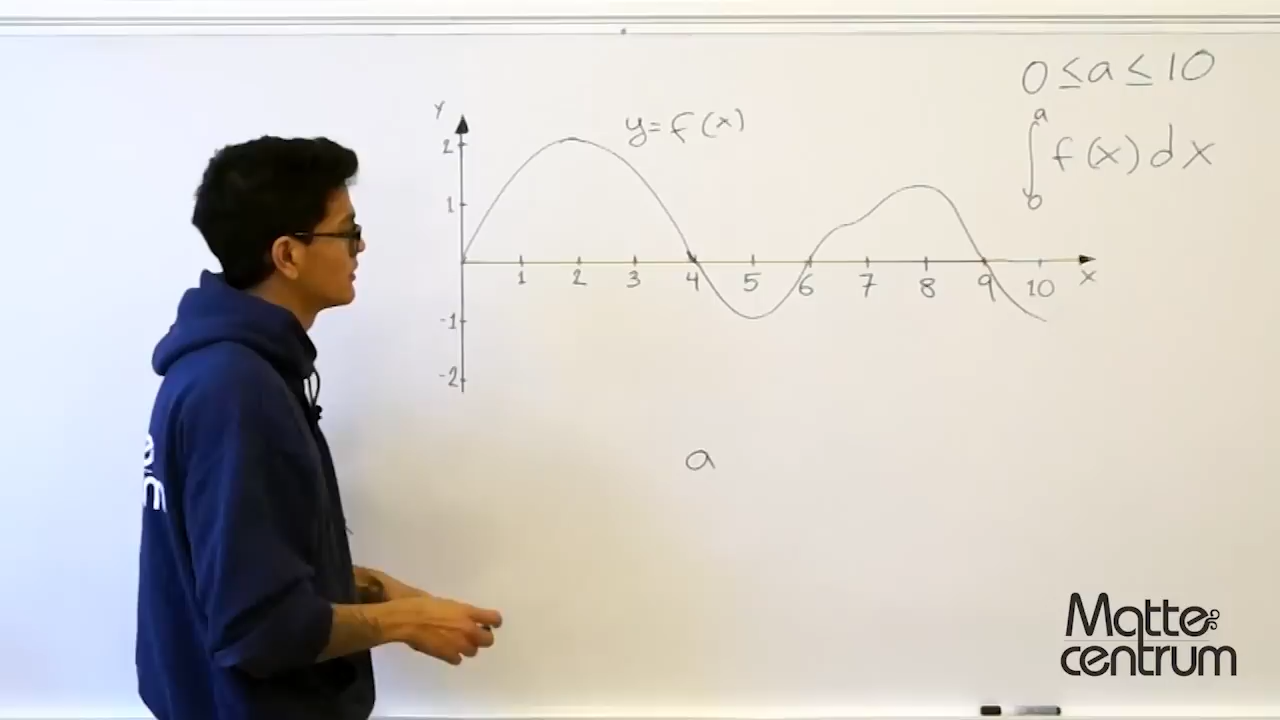 0 ≤ a ≤ 10
y
y = f(x)
a
∫ f(x) dx
0
2
1
1 2 3 4 5 6 7 8 9 10 x
-1
-2
a
a
m
Matte
centrum